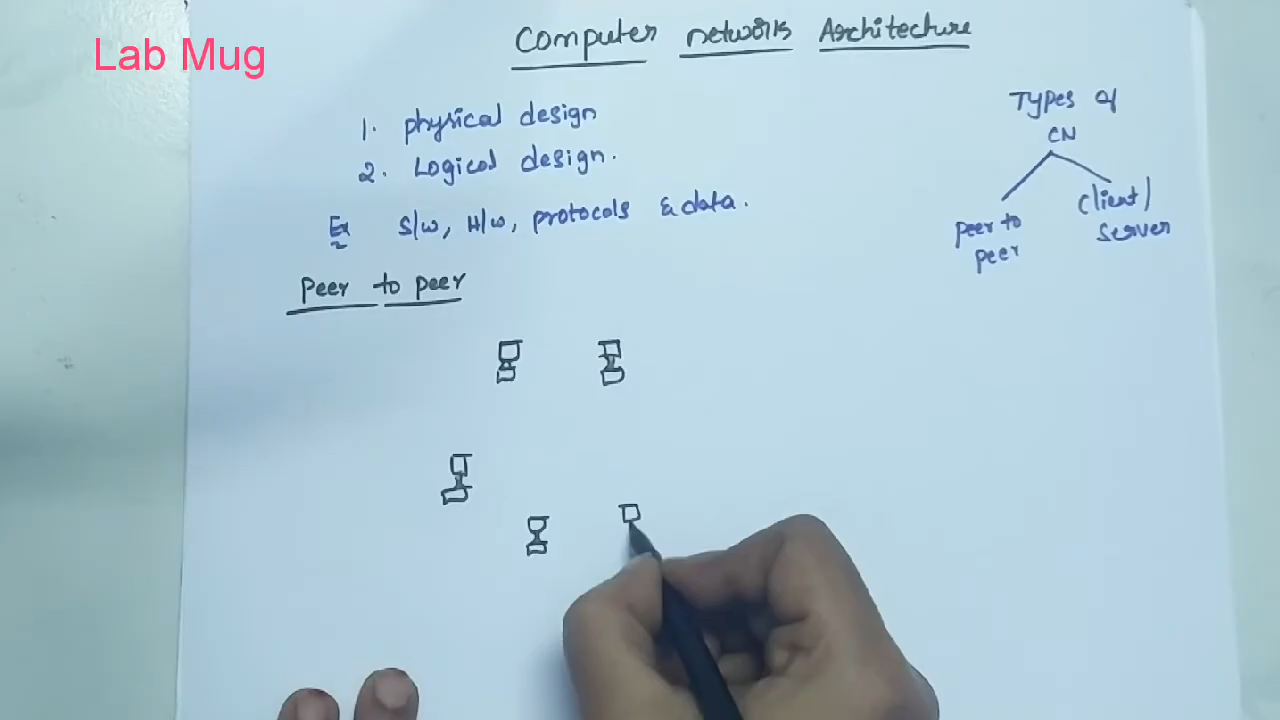 Lab Mug
Computer networks Architecture
1. physical design
2. Logical design.
Ex S/w, H/w, protocols & data.
Types of
CN
peer to
peer
Client/
server
Peer to peer